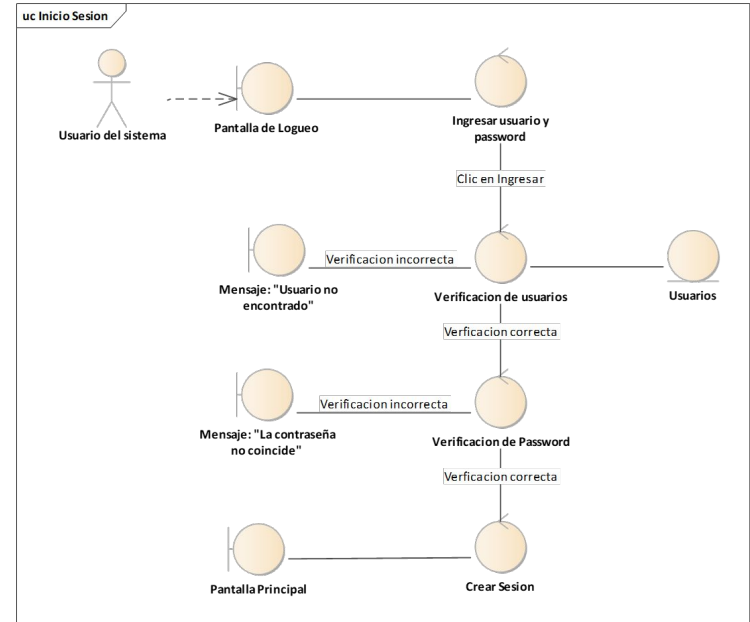 uc Inicio Sesion
Usuario del sistema
Pantalla de Logueo
Ingresar usuario y
password
Clic en Ingresar
Verificacion incorrecta
Mensaje: "Usuario no
encontrado"
Verificacion de usuarios
Usuarios
Verficacion correcta
Verificacion incorrecta
Mensaje: "La contraseña
no coincide"
Verificacion de Password
Verficacion correcta
Pantalla Principal
Crear Sesion